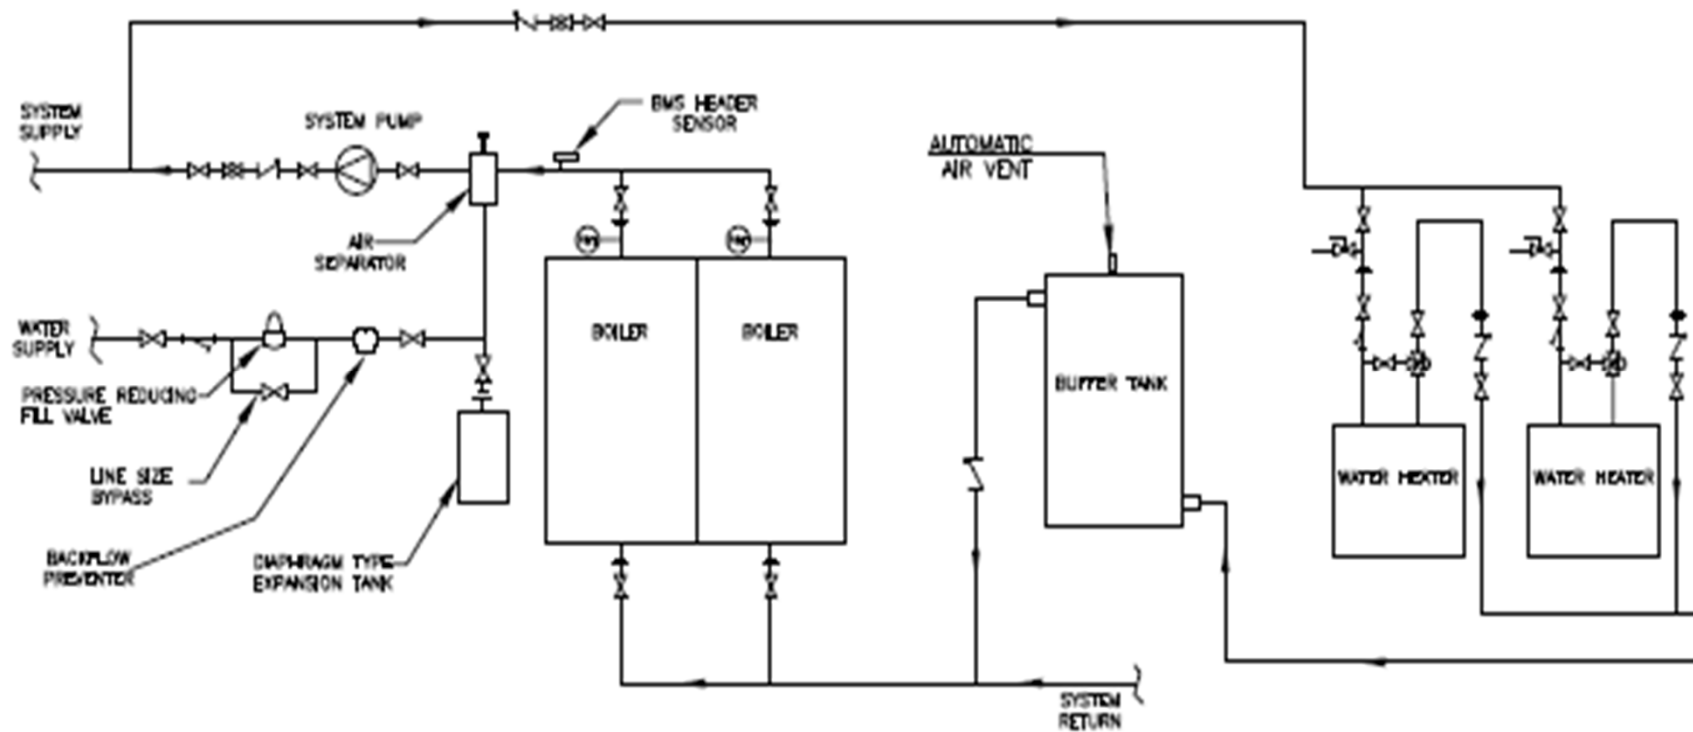 SYSTEM
SUPPLY
SYSTEM PUMP
BMS HEADER
SENSOR
AUTOMATIC
AIR VENT
AIR
SEPARATOR
WATER
SUPPLY
BOILER
BOILER
PRESSURE REDUCING
FILL VALVE
BUFFER TANK
LINE SIZE
BYPASS
WATER HEATER
WATER HEATER
BACKFLOW
PREVENTER
DIAPHRAGM TYPE
EXPANSION TANK
SYSTEM
RETURN